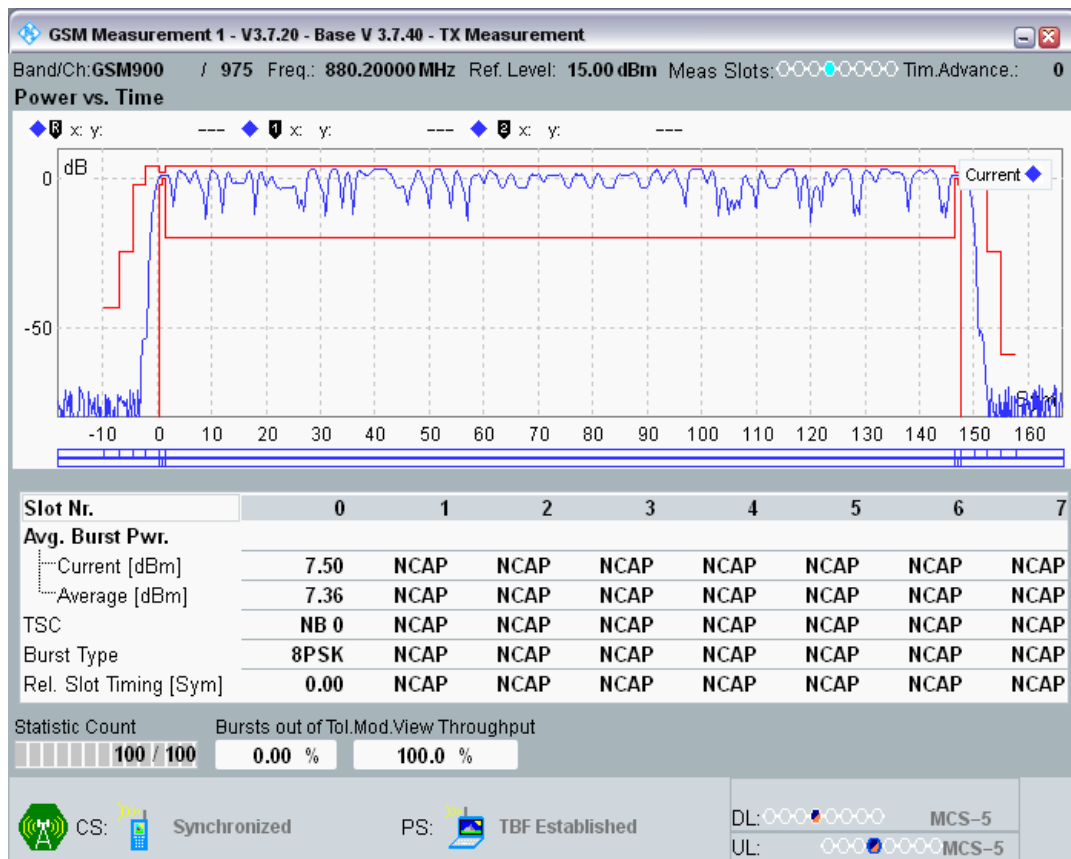 GSM Measurement 1 - V3.7.20 - Base V 3.7.40 - TX Measurement
Band/Ch:GSM900 / 975 Freq.: 880.20000 MHz Ref. Level: 15.00 dBm Meas Slots: Tim.Advance.: 0
Power vs. Time
R x: y: --- 1 x: y: --- 2 x: y: ---
dB
Current
0
-50
Sym
-10 0 10 20 30 40 50 60 70 80 90 100 110 120 130 140 150 160
Slot Nr. 0 1 2 3 4 5 6 7
Avg. Burst Pwr.
Current [dBm] 7.50 NCAP NCAP NCAP NCAP NCAP NCAP NCAP
Average [dBm] 7.36 NCAP NCAP NCAP NCAP NCAP NCAP NCAP
TSC NB 0 NCAP NCAP NCAP NCAP NCAP NCAP NCAP
Burst Type 8PSK NCAP NCAP NCAP NCAP NCAP NCAP NCAP
Rel. Slot Timing [Sym] 0.00 NCAP NCAP NCAP NCAP NCAP NCAP NCAP
Statistic Count Bursts out of Tol. Mod.View Throughput
100 / 100 0.00 % 100.0 %
CS: Synchronized PS: TBF Established
DL: MCS-5
UL: MCS-5